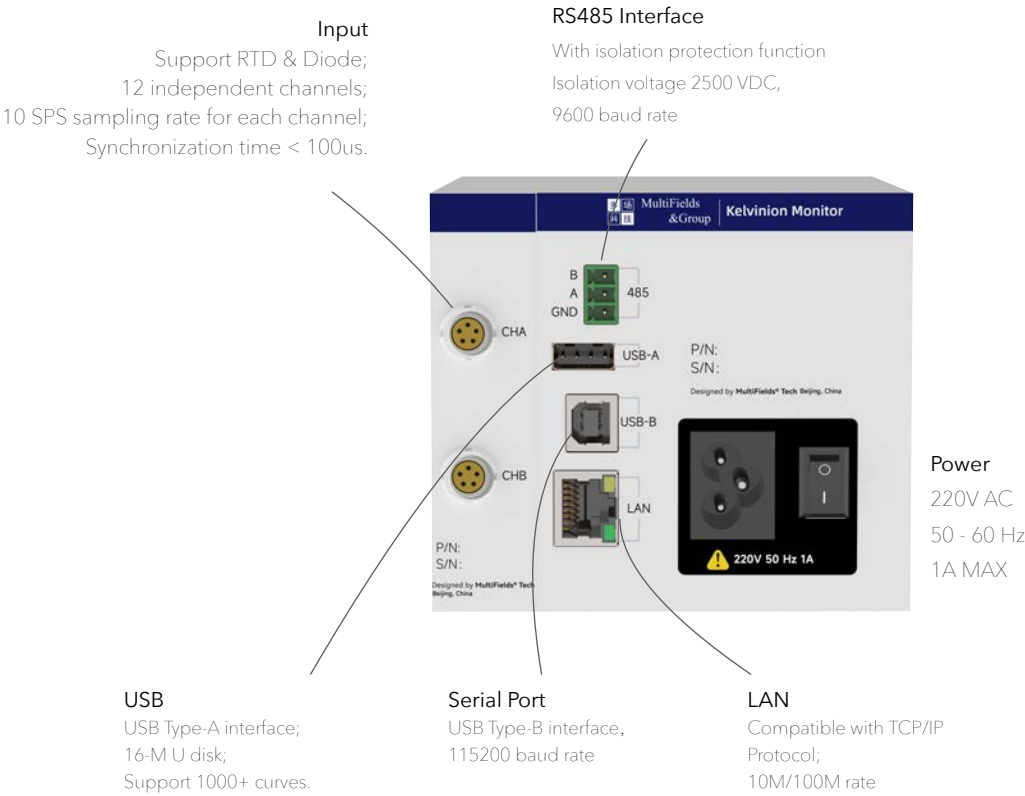 Input
Support RTD & Diode;
12 independent channels;
10 SPS sampling rate for each channel;
Synchronization time < 100us.
RS485 Interface
With isolation protection function
Isolation voltage 2500 VDC,
9600 baud rate
多场
科技
MultiFields
&Group
Kelvinion Monitor
B
A
GND
485
CHA
USB-A
P/N:
S/N:
Designed by MultiFields® Tech Beijing, China
USB-B
CHB
LAN
P/N:
S/N:
Designed by MultiFields® Tech
Beijing, China
220V 50 Hz 1A
Power
220V AC
50 - 60 Hz
1A MAX
USB
USB Type-A interface;
16-M U disk;
Support 1000+ curves.
Serial Port
USB Type-B interface,
115200 baud rate
LAN
Compatible with TCP/IP
Protocol;
10M/100M rate